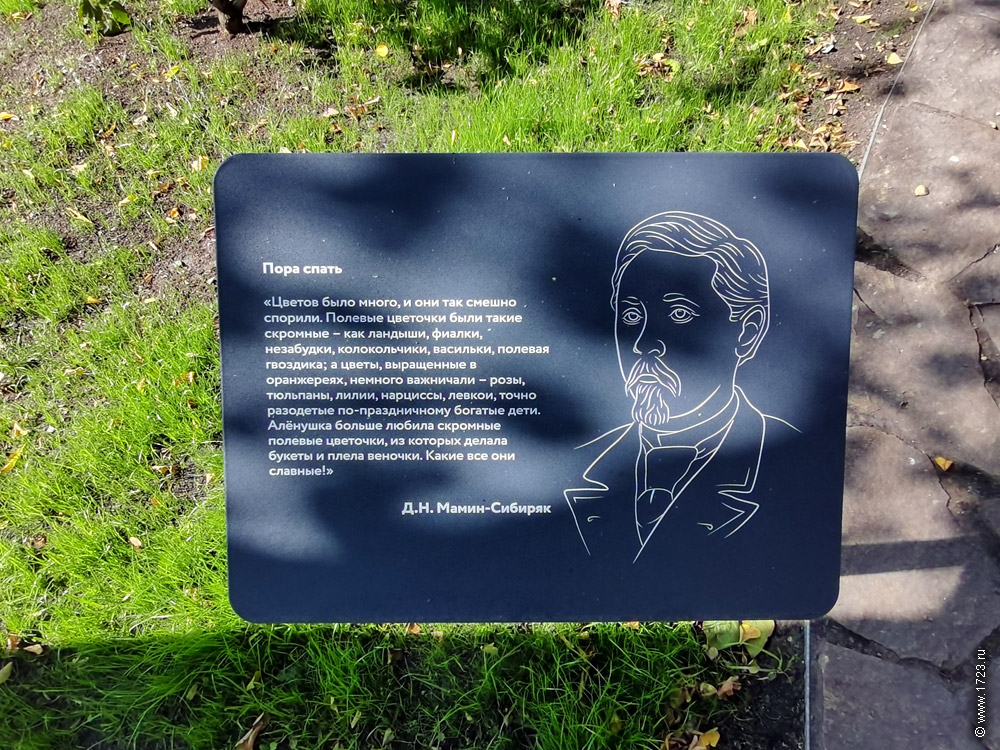 Пора спать
«Цветов было много, и они так смешно
спорили. Полевые цветочки были такие
скромные – как ландыши, фиалки,
незабудки, колокольчики, васильки, полевая
гвоздика; а цветы, выращенные в
оранжереях, немного важничали – розы,
тюльпаны, лилии, нарциссы, левкои, точно
разодетые по-праздничному богатые дети.
Алёнушка больше любила скромные
полевые цветочки, из которых делала
букеты и плела веночки. Какие все они
славные!»
Д.Н. Мамин-Сибиряк
© www.1723.ru